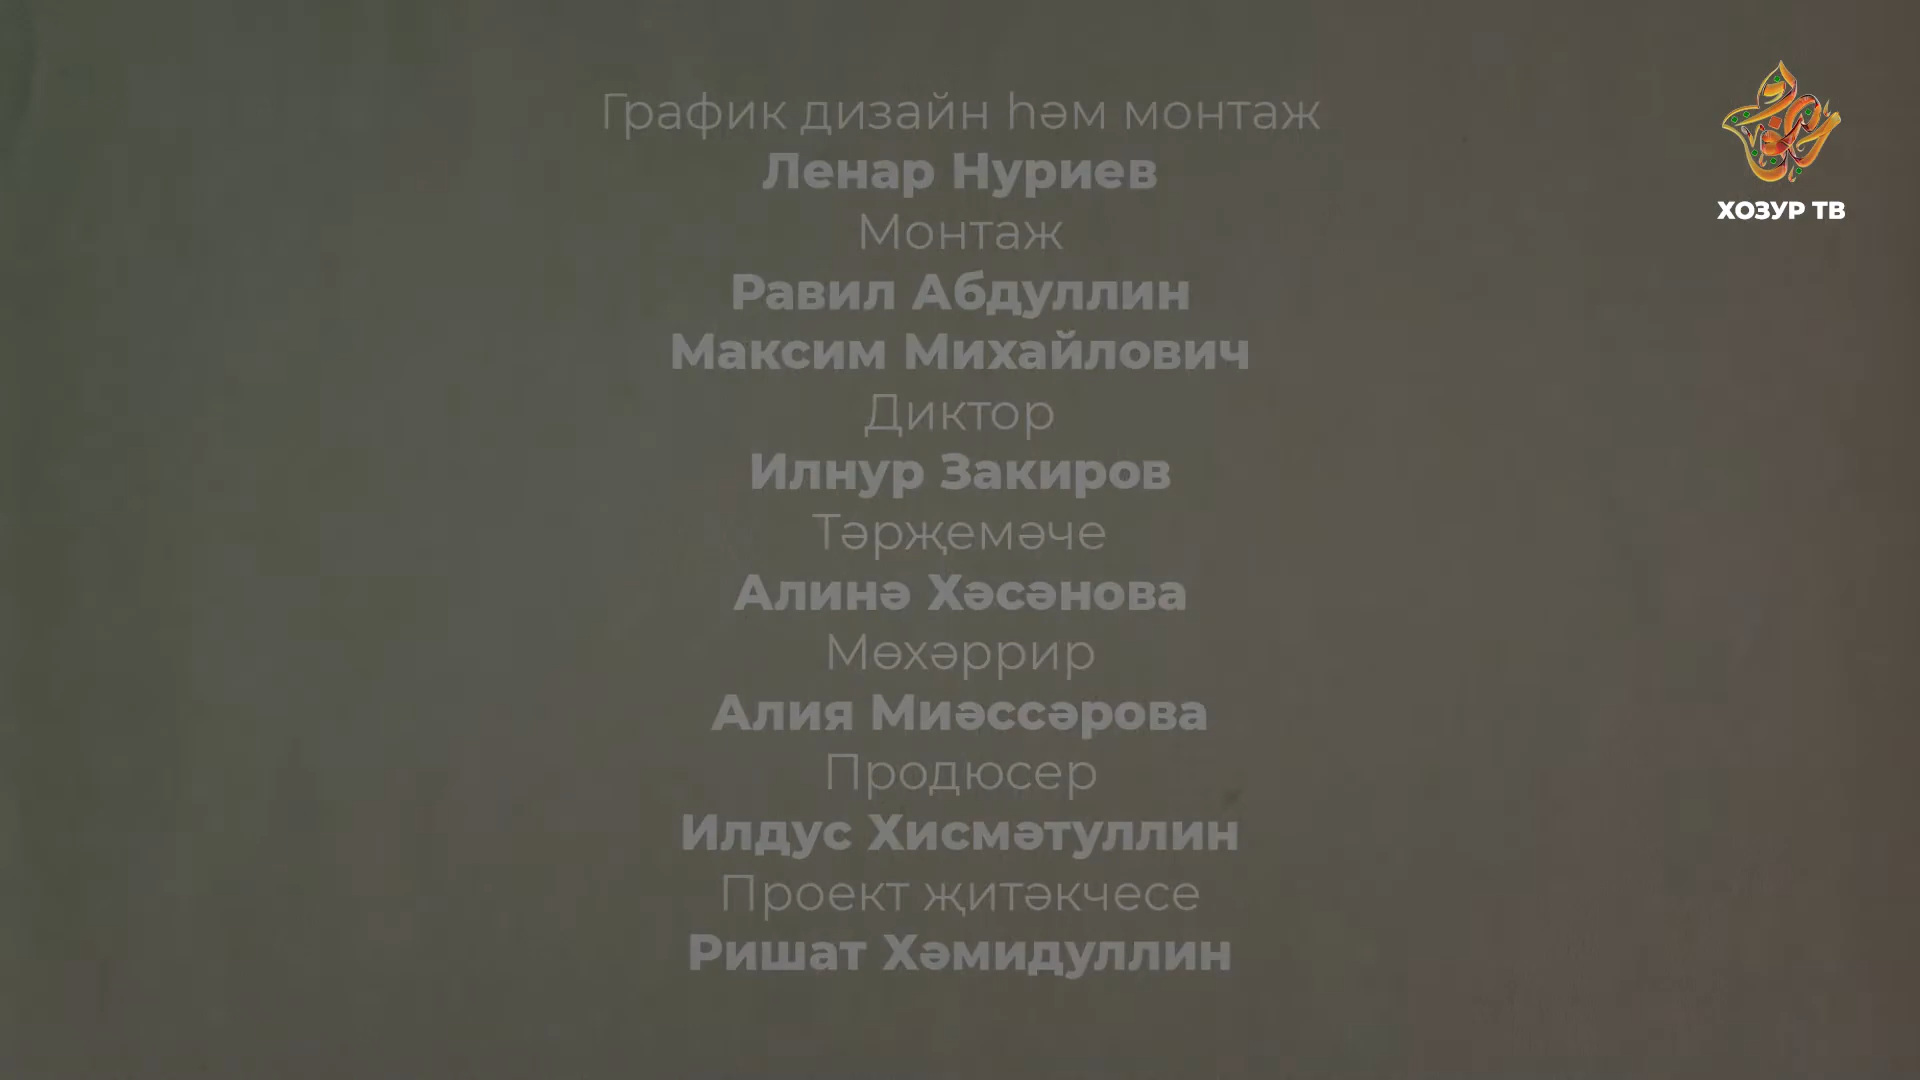 График дизайн һәм монтаж
Ленар Нуриев
Монтаж
Равил Абдуллин
Максим Михайлович
Диктор
Илнур Закиров
Тәрҗемәче
Алинә Хәсәнова
Мөхәррир
Алия Миәссәрова
Продюсер
Илдус Хисмәтуллин
Проект җитәкчесе
Ришат Хәмидуллин
ХОЗУР ТВ